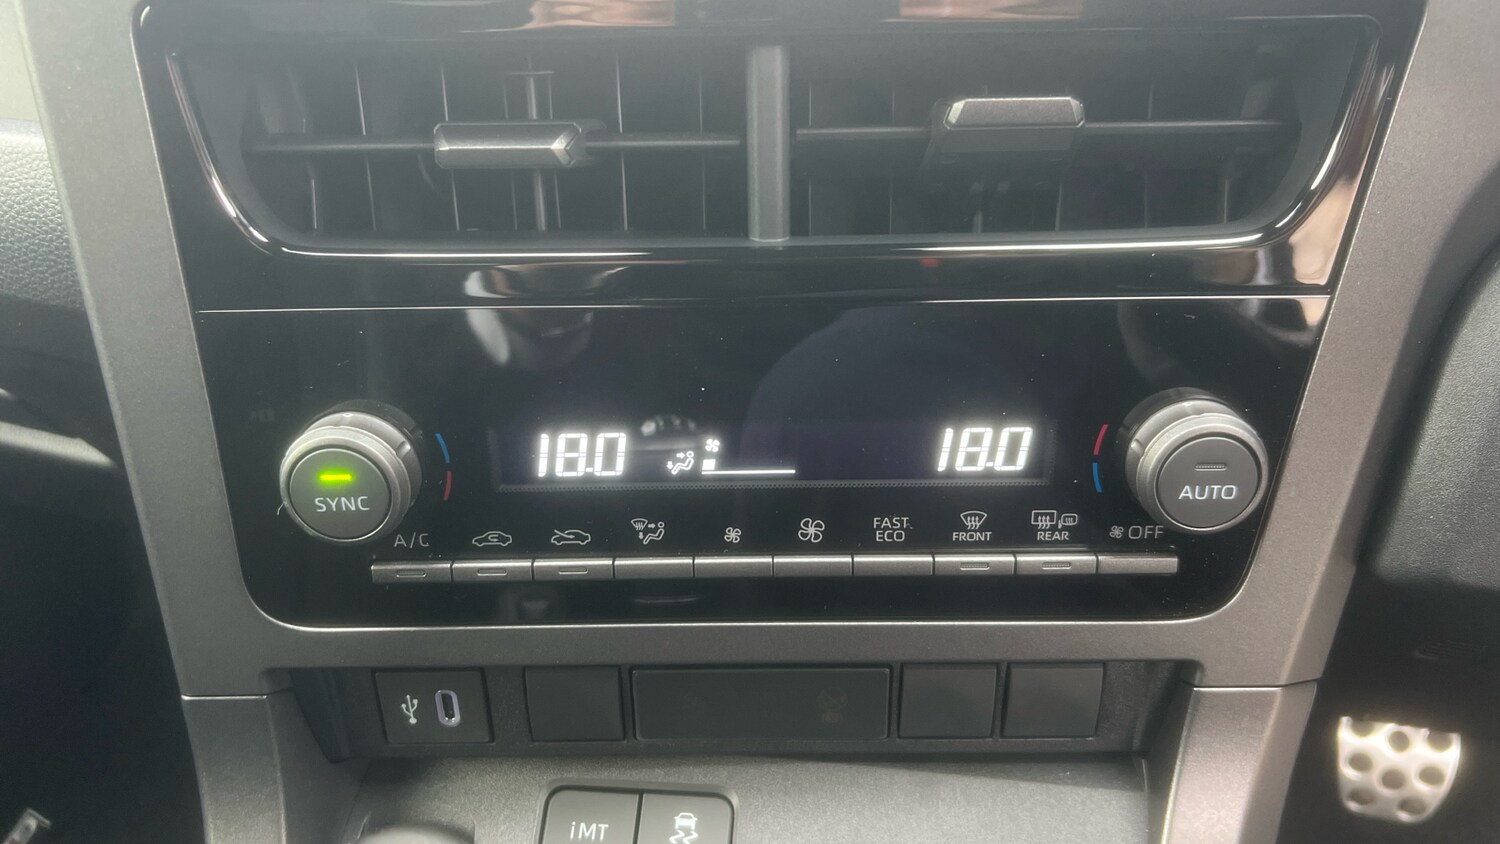 18.0
18.0
SYNC
AUTO
A/C
FAST
ECO
FRONT
REAR
OFF
iMT